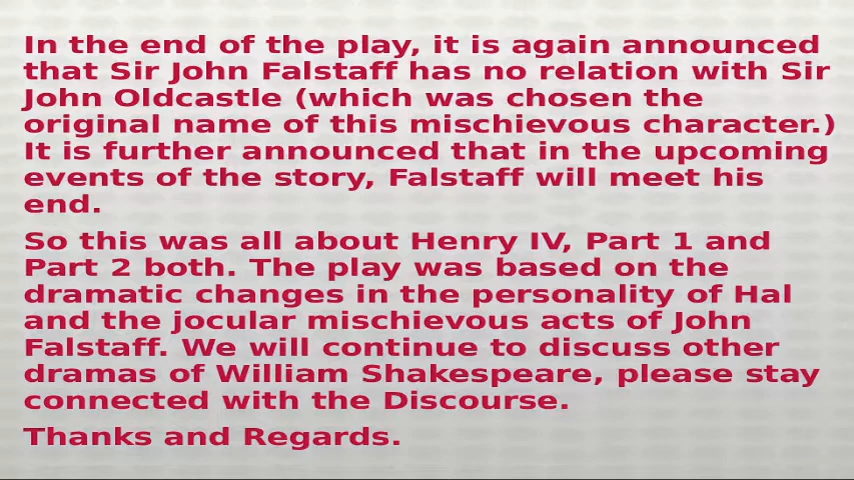 In the end of the play, it is again announced
that Sir John Falstaff has no relation with Sir
John Oldcastle (which was chosen the
original name of this mischievous character.)
It is further announced that in the upcoming
events of the story, Falstaff will meet his
end.
So this was all about Henry IV, Part 1 and
Part 2 both. The play was based on the
dramatic changes in the personality of Hal
and the jocular mischievous acts of John
Falstaff. We will continue to discuss other
dramas of William Shakespeare, please stay
connected with the Discourse.
Thanks and Regards.